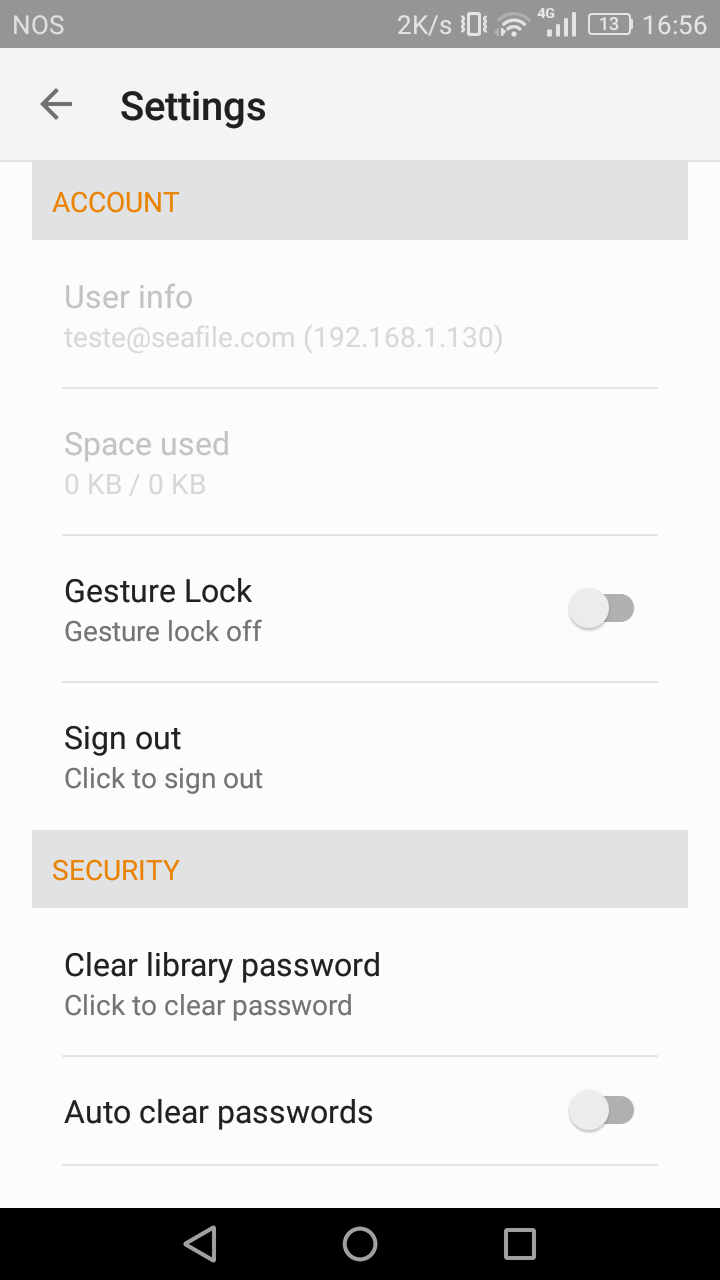 NOS 2K/s 4G 13 16:56
Settings
ACCOUNT
User info
teste@seafile.com (192.168.1.130)
Space used
0 KB / 0 KB
Gesture Lock
Gesture lock off
Sign out
Click to sign out
SECURITY
Clear library password
Click to clear password
Auto clear passwords